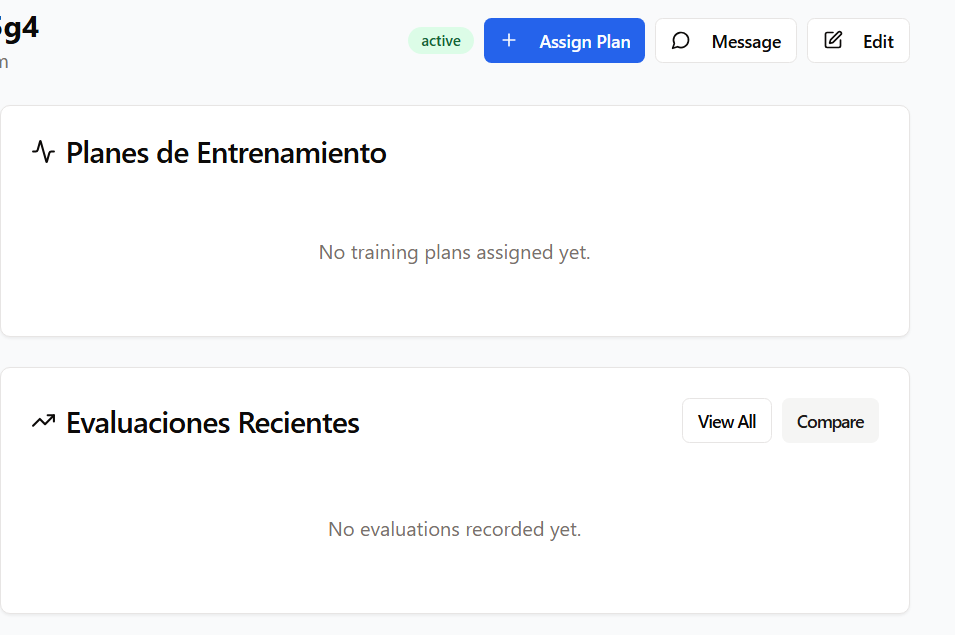 g4
active
Assign Plan
Message
Edit
m
Planes de Entrenamiento
No training plans assigned yet.
Evaluaciones Recientes
View All
Compare
No evaluations recorded yet.